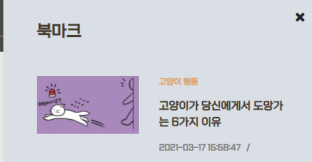 북마크
고양이 행동
고양이가 당신에게서 도망가
는 6가지 이유
2021-03-17 15:58:47 /